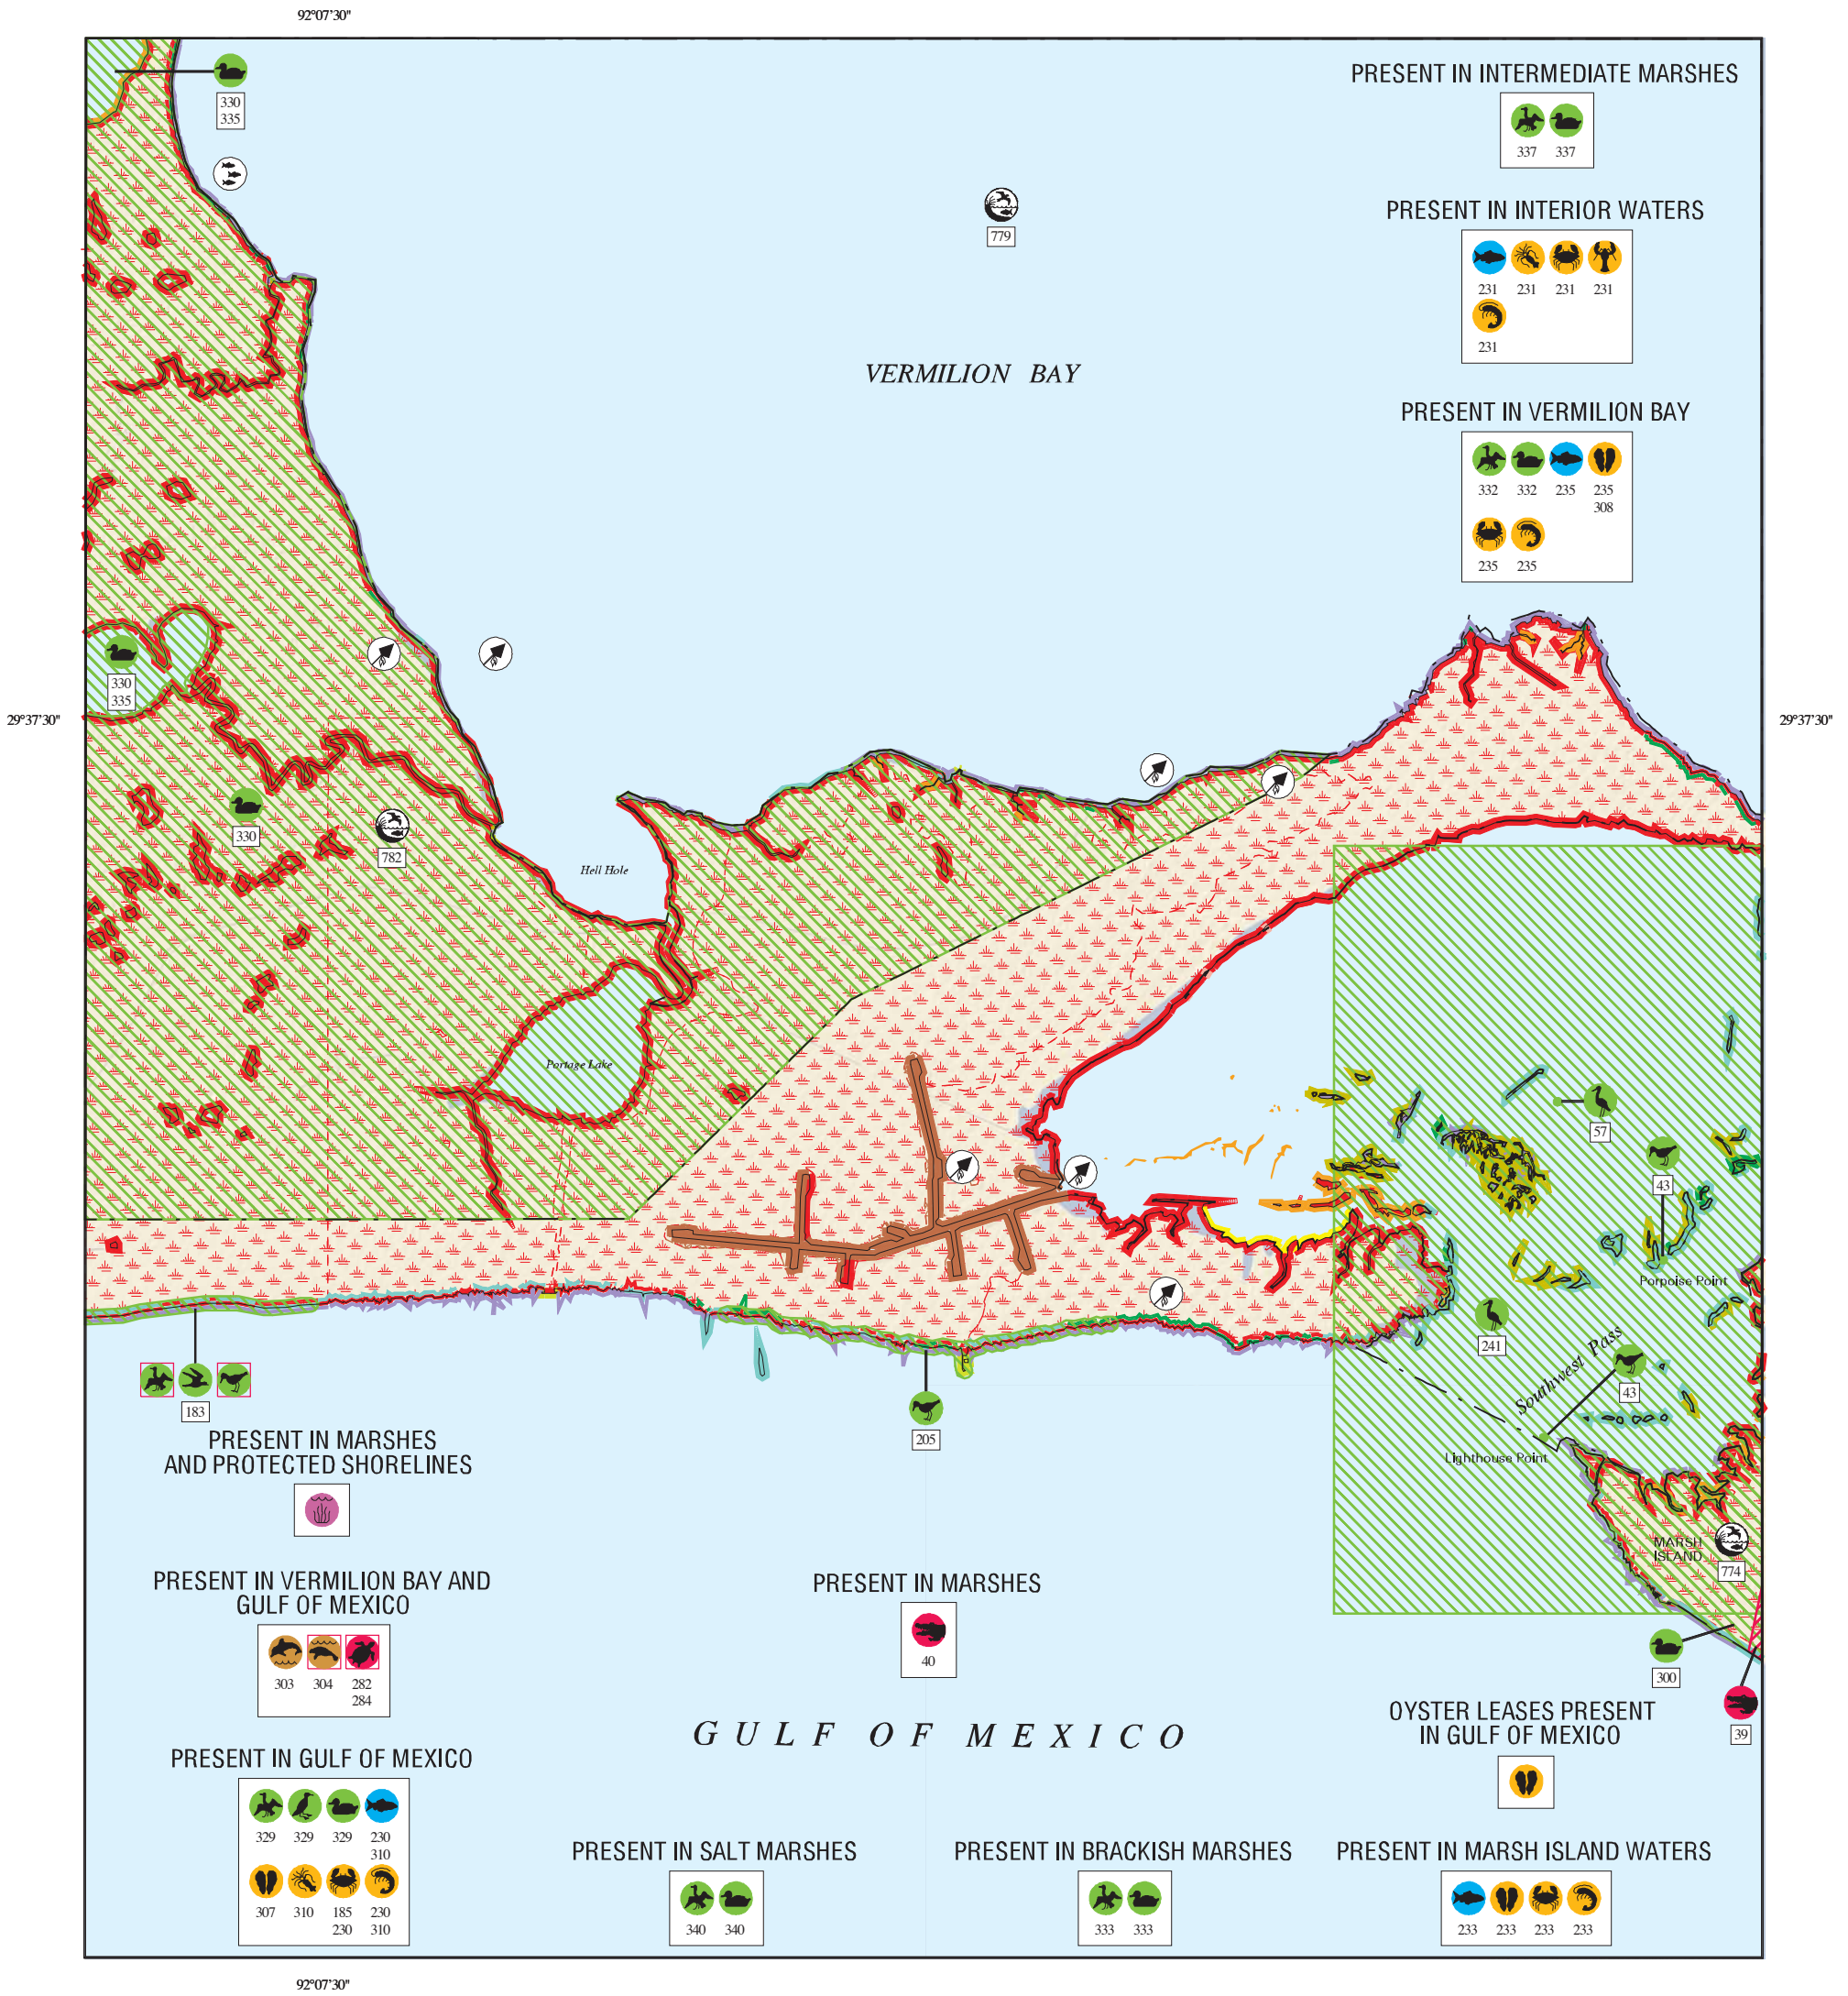 92°07'30"
PRESENT IN INTERMEDIATE MARSHES
337 337
330
335
PRESENT IN INTERIOR WATERS
231 231 231 231
231
779
VERMILION BAY
PRESENT IN VERMILION BAY
332 332 235 235
308
235 235
330
335
29°37'30"
29°37'30"
330
782
Hell Hole
Portage Lake
57
43
Porpoise Point
241
Southwest Pass
43
183
205
Lighthouse Point
PRESENT IN MARSHES
AND PROTECTED SHORELINES
MARSH
ISLAND
774
PRESENT IN VERMILION BAY AND
GULF OF MEXICO
303 304 282
284
PRESENT IN MARSHES
40
300
39
OYSTER LEASES PRESENT
IN GULF OF MEXICO
GULF OF MEXICO
PRESENT IN GULF OF MEXICO
329 329 329 230
310
307 310 185 230
230 310
PRESENT IN SALT MARSHES
340 340
PRESENT IN BRACKISH MARSHES
333 333
PRESENT IN MARSH ISLAND WATERS
233 233 233 233
92°07'30"